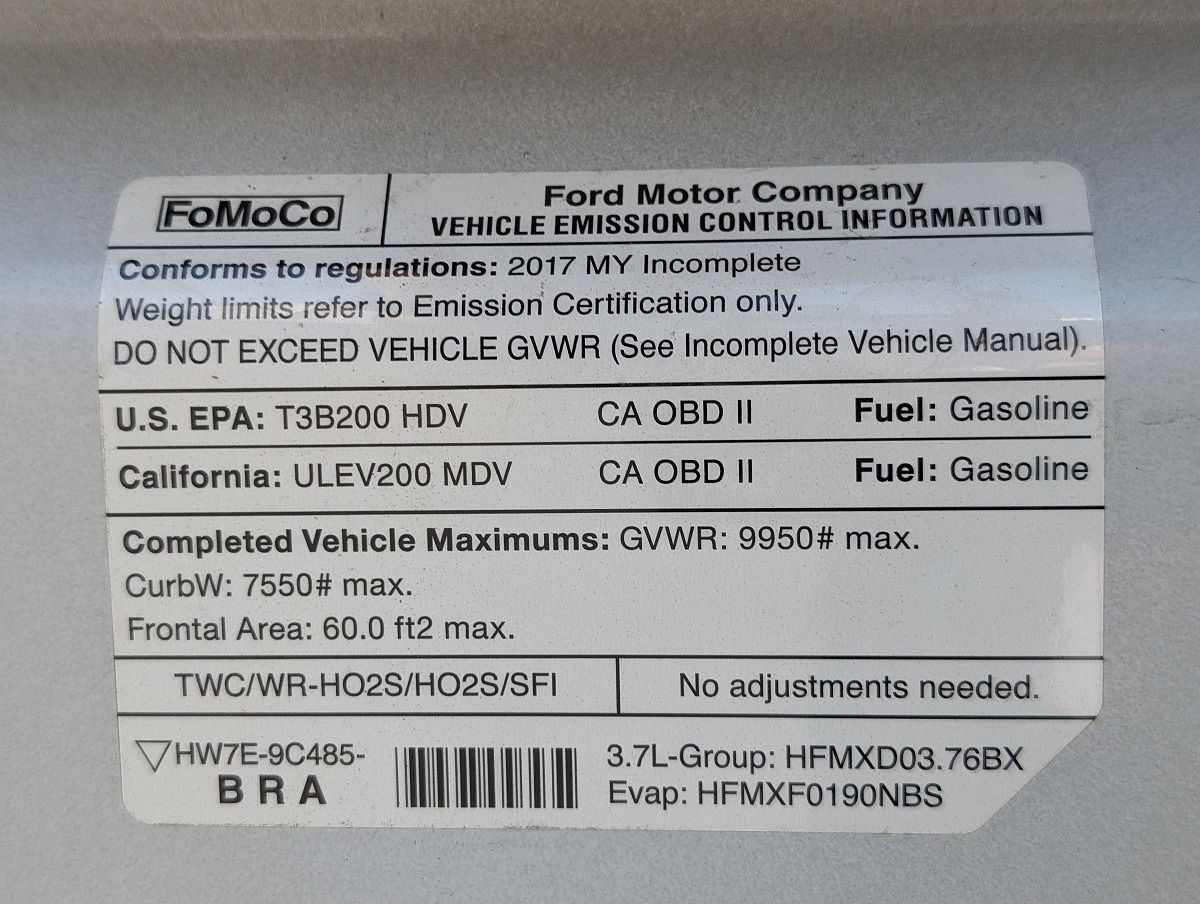 FoMoCo
Ford Motor Company
VEHICLE EMISSION CONTROL INFORMATION
Conforms to regulations: 2017 MY Incomplete
Weight limits refer to Emission Certification only.
DO NOT EXCEED VEHICLE GVWR (See Incomplete Vehicle Manual).
U.S. EPA: T3B200 HDV CA OBD II Fuel: Gasoline
California: ULEV200 MDV CA OBD II Fuel: Gasoline
Completed Vehicle Maximums: GVWR: 9950# max.
CurbW: 7550# max.
Frontal Area: 60.0 ft2 max.
TWC/WR-HO2S/HO2S/SFI No adjustments needed.
HW7E-9C485-
BRA
3.7L-Group: HFMXD03.76BX
Evap: HFMXF0190NBS